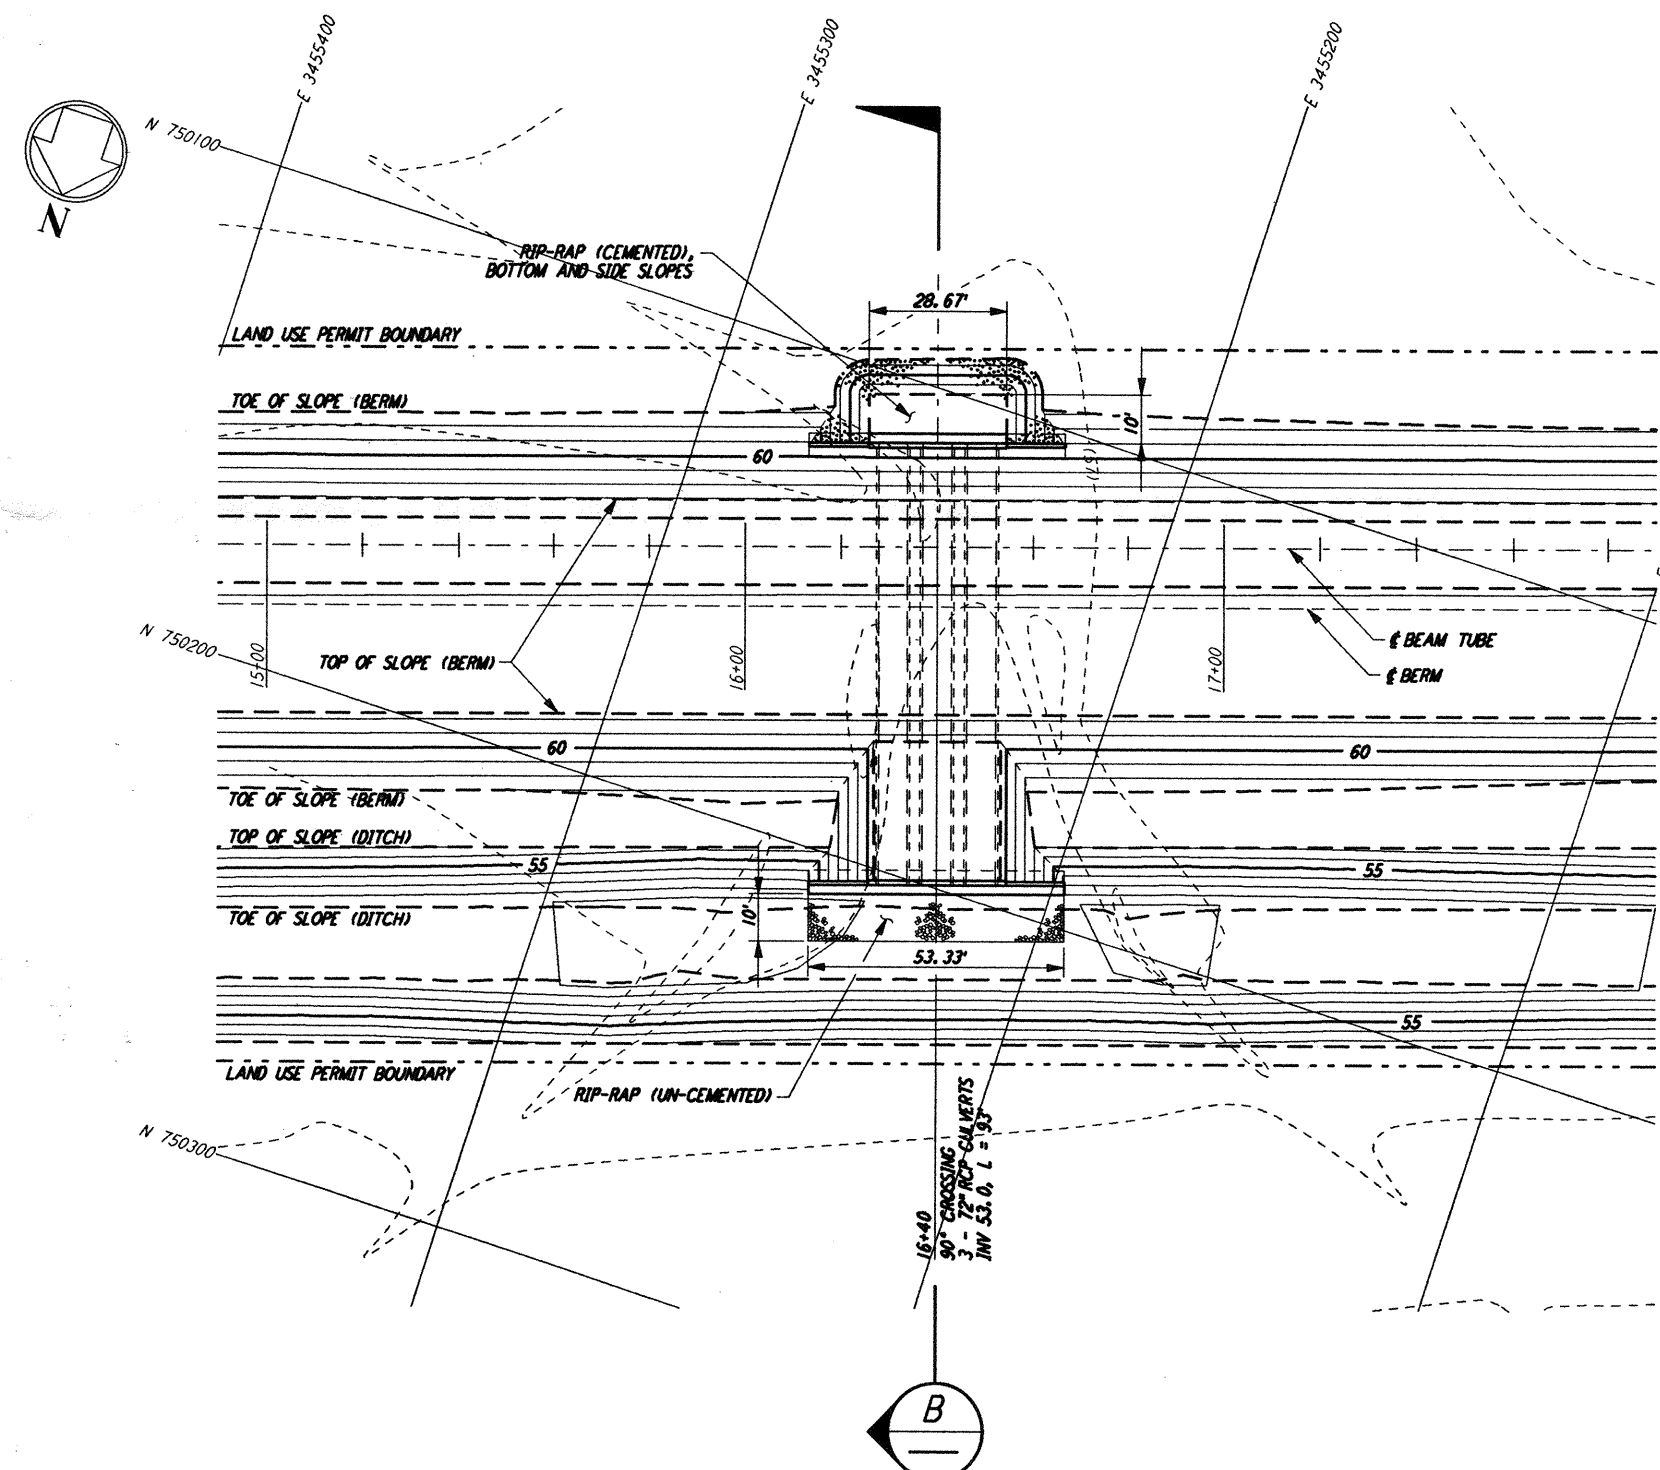 E 3455400
E 3455300
E 3455200
N 750100
N
RIP-RAP (CEMENTED),
BOTTOM AND SIDE SLOPES
28.67'
LAND USE PERMIT BOUNDARY
TOE OF SLOPE (BERM)
10'
60
(57)
N 750200
15+00
16+00
17+00
TOP OF SLOPE (BERM)
℄ BEAM TUBE
℄ BERM
60
60
TOE OF SLOPE (BERM)
TOP OF SLOPE (DITCH)
55
55
TOE OF SLOPE (DITCH)
10'
53.33'
55
LAND USE PERMIT BOUNDARY
RIP-RAP (UN-CEMENTED)
N 750300
16+40
90° CROSSING
3 - 72" RCP CULVERTS
INV 53.0, L = 93'
B